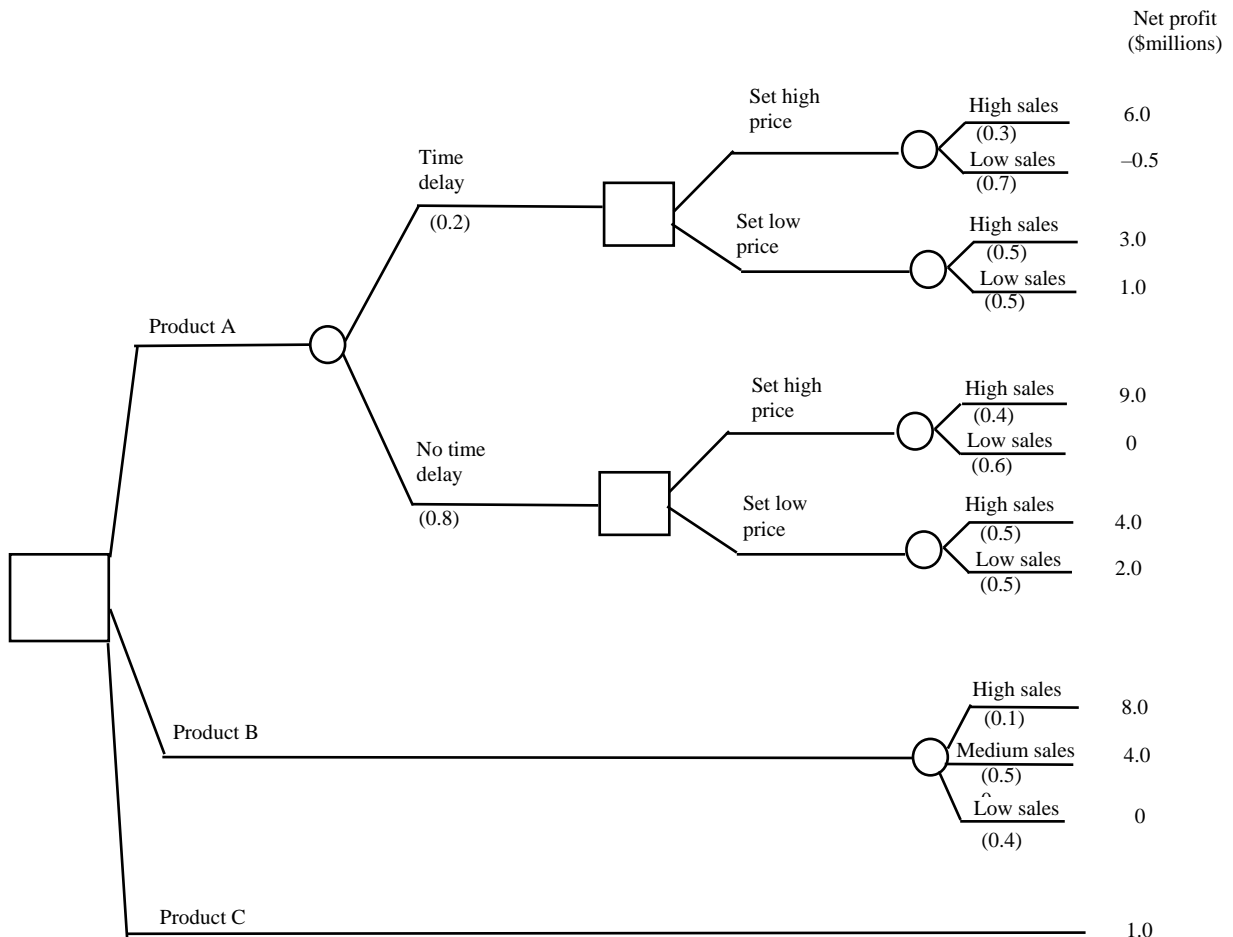 Net profit
($millions)
Set high
price
High sales
6.0
(0.3)
Low sales
–0.5
(0.7)
Time
delay
(0.2)
Set low
price
High sales
3.0
(0.5)
Low sales
1.0
(0.5)
Product A
Set high
price
High sales
9.0
(0.4)
Low sales
0
(0.6)
No time
delay
(0.8)
Set low
price
High sales
4.0
(0.5)
Low sales
2.0
(0.5)
High sales
8.0
(0.1)
Product B
Medium sales
4.0
(0.5)
Low sales
0
(0.4)
Product C
1.0